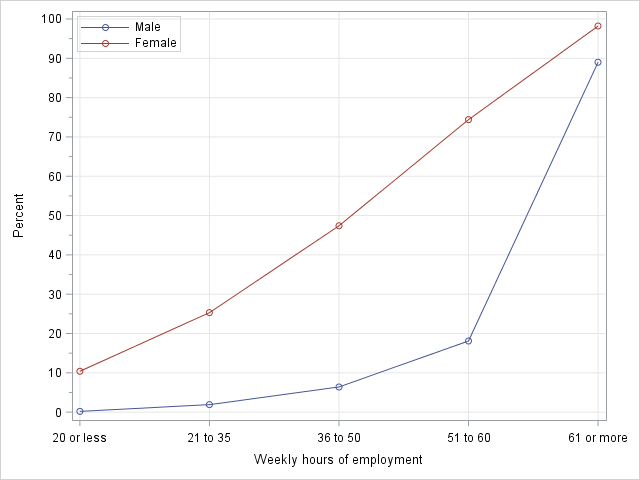 Male
Female
100
90
80
70
60
50
40
30
20
10
0
Percent
20 or less 21 to 35 36 to 50 51 to 60 61 or more
Weekly hours of employment